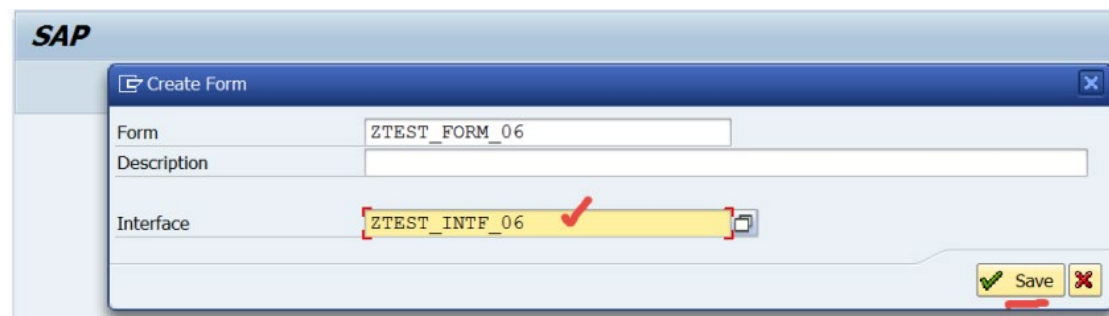 SAP
Create Form
Form ZTEST_FORM_06
Description
Interface ZTEST_INTF_06
Save